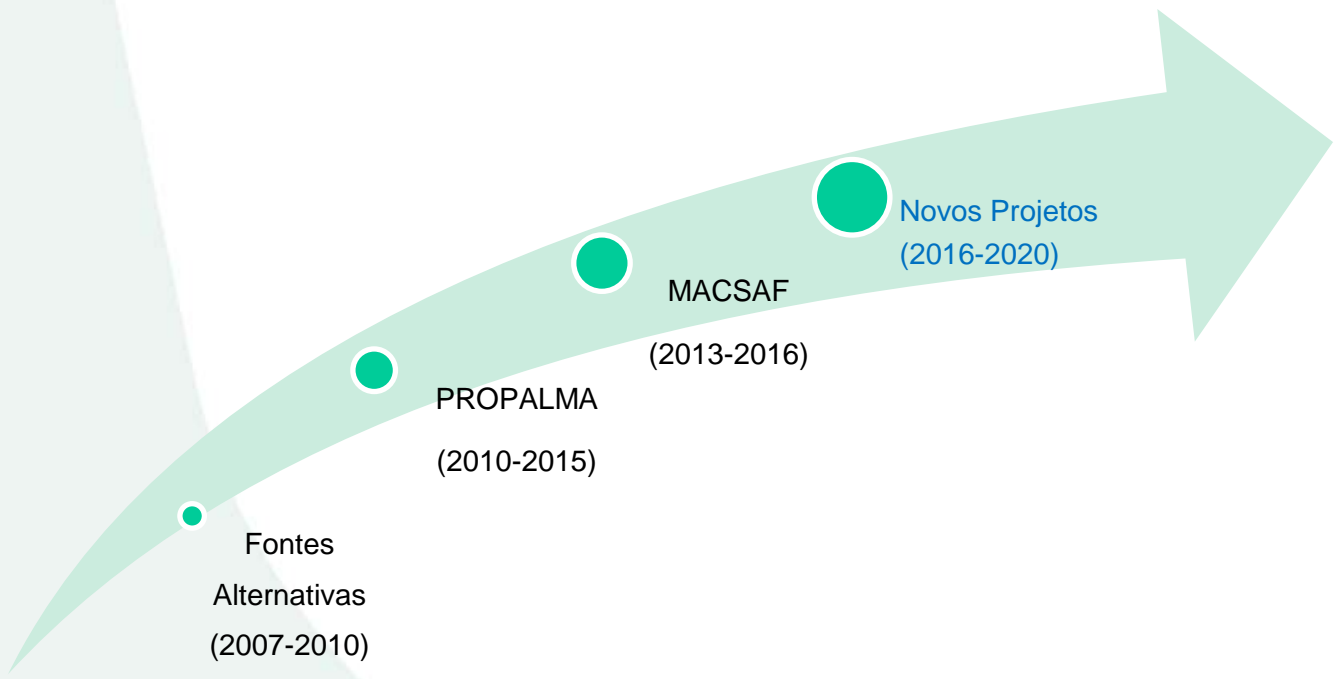 Fontes
Alternativas
(2007-2010)
PROPALMA
(2010-2015)
MACSAF
(2013-2016)
Novos Projetos
(2016-2020)